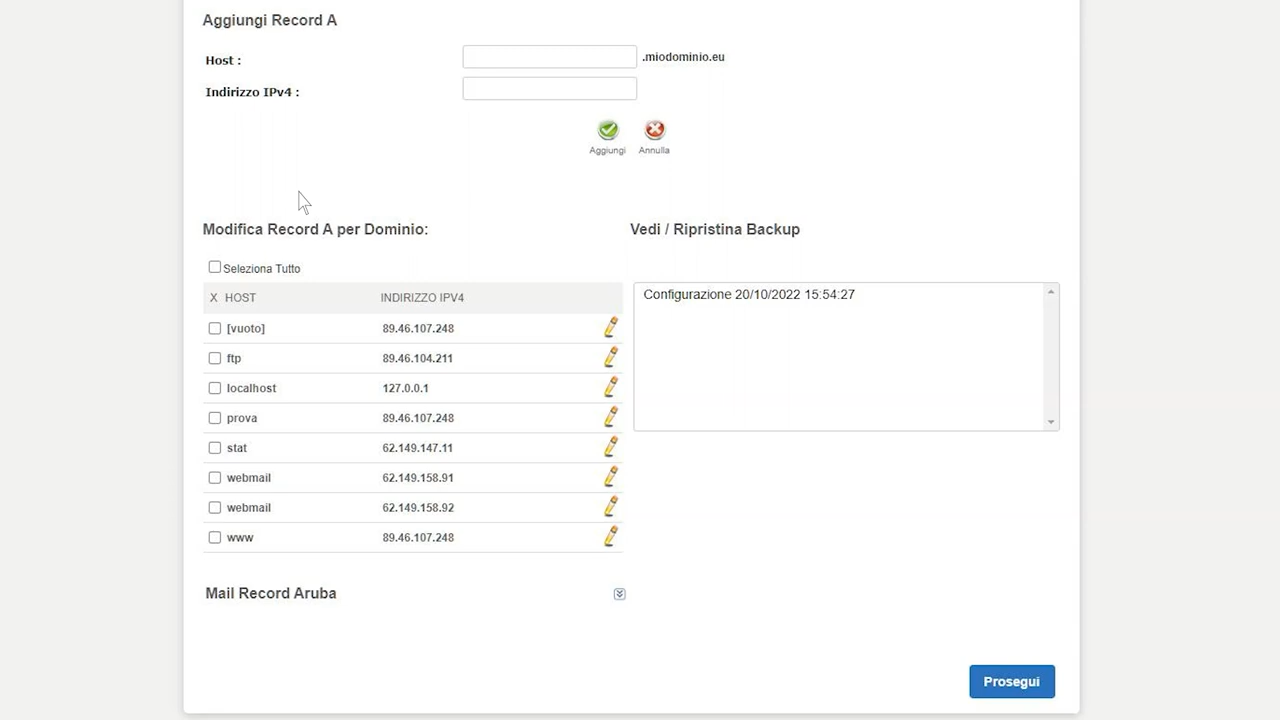 Aggiungi Record A
Host :
.miodominio.eu
Indirizzo IPv4 :
Aggiungi
Annulla
Modifica Record A per Dominio:
Seleziona Tutto
X HOST INDIRIZZO IPV4
[vuoto] 89.46.107.248
ftp 89.46.104.211
localhost 127.0.0.1
prova 89.46.107.248
stat 62.149.147.11
webmail 62.149.158.91
webmail 62.149.158.92
www 89.46.107.248
Vedi / Ripristina Backup
Configurazione 20/10/2022 15:54:27
Mail Record Aruba
Prosegui